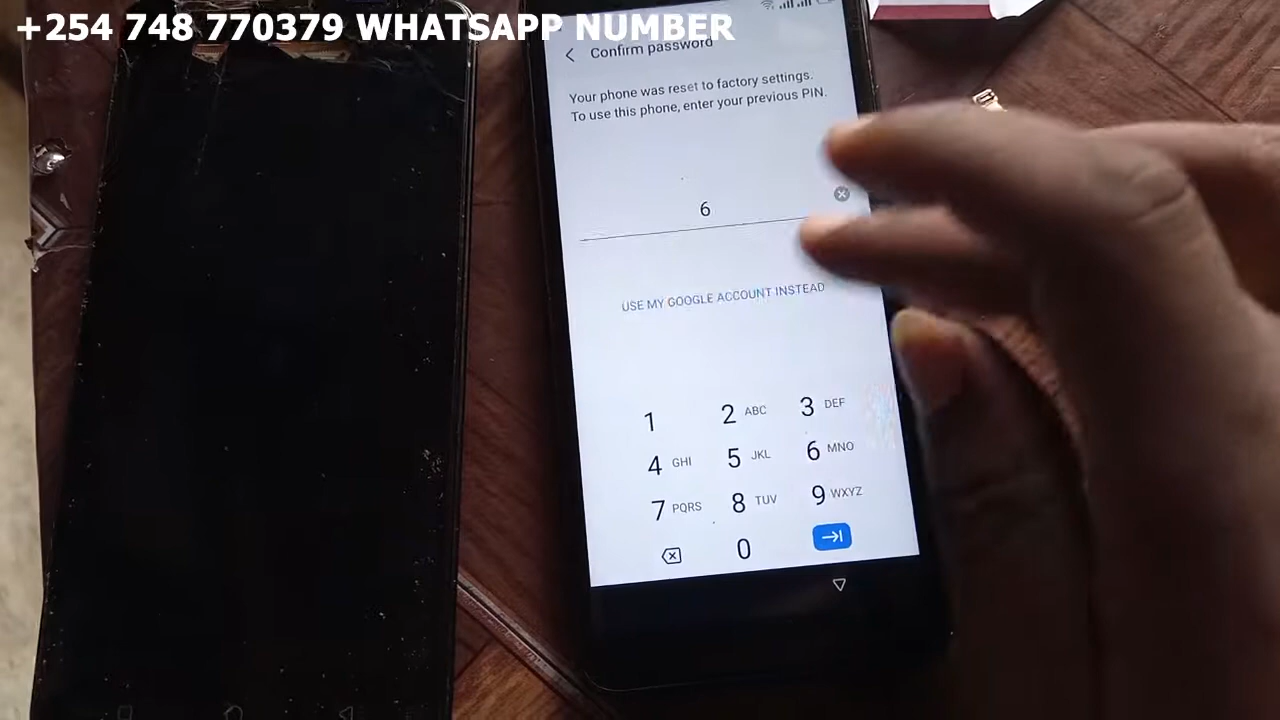 +254 748 770379 WHATSAPP NUMBER
Confirm password
Your phone was reset to factory settings.
To use this phone, enter your previous PIN.
6
USE MY GOOGLE ACCOUNT INSTEAD
1
2 ABC
3 DEF
4 GHI
5 JKL
6 MNO
7 PQRS
8 TUV
9 WXYZ
0